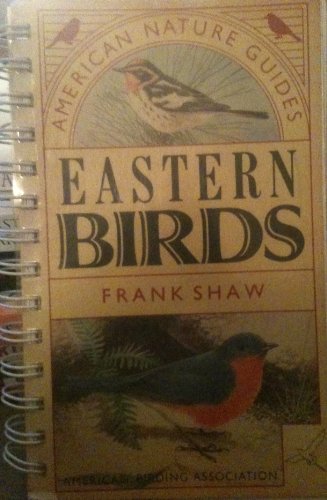 AMERICAN NATURE GUIDES
EASTERN
BIRDS
FRANK SHAW
AMERICAN BIRDING ASSOCIATION